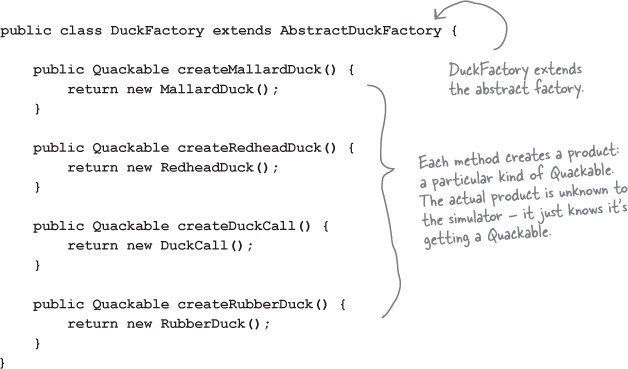 public class DuckFactory extends AbstractDuckFactory {
DuckFactory extends
the abstract factory.
public Quackable createMallardDuck() {
return new MallardDuck();
}
public Quackable createRedheadDuck() {
return new RedheadDuck();
}
public Quackable createDuckCall() {
return new DuckCall();
}
public Quackable createRubberDuck() {
return new RubberDuck();
}
}
Each method creates a product:
a particular kind of Quackable.
The actual product is unknown to
the simulator – it just knows it's
getting a Quackable.